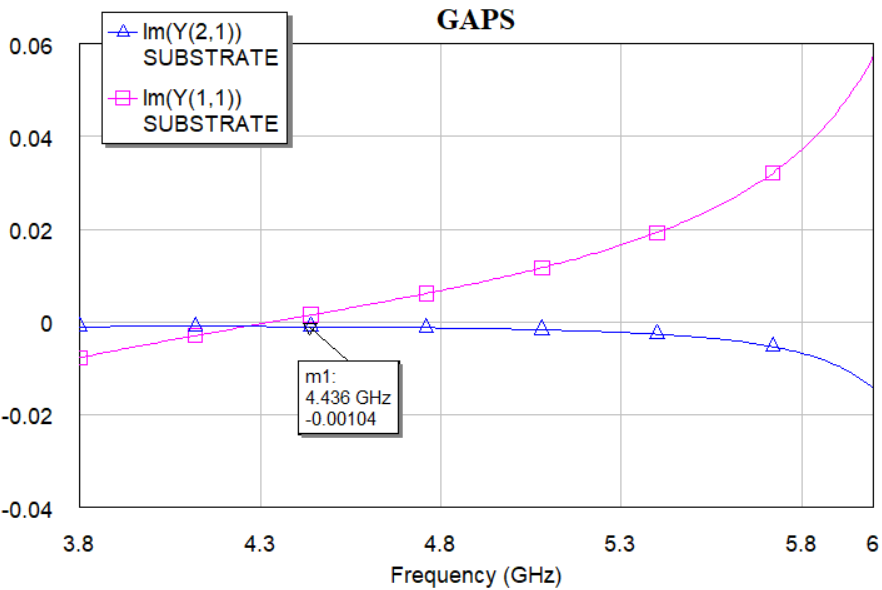 GAPS
Im(Y(2,1))
SUBSTRATE
Im(Y(1,1))
SUBSTRATE
0.06
0.04
0.02
0
-0.02
-0.04
m1:
4.436 GHz
-0.00104
3.8 4.3 4.8 5.3 5.8 6
Frequency (GHz)